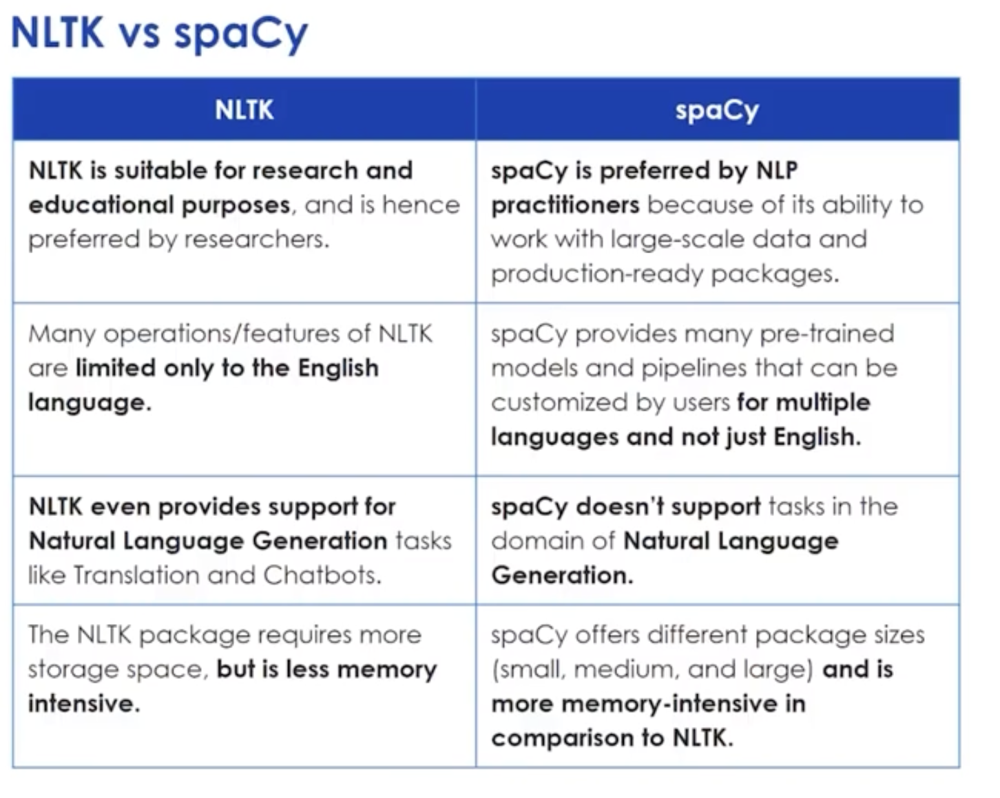 NLTK vs spaCy
NLTK
spaCy
NLTK is suitable for research and
educational purposes, and is hence
preferred by researchers.
spaCy is preferred by NLP
practitioners because of its ability to
work with large-scale data and
production-ready packages.
Many operations/features of NLTK
are limited only to the English
language.
spaCy provides many pre-trained
models and pipelines that can be
customized by users for multiple
languages and not just English.
NLTK even provides support for
Natural Language Generation tasks
like Translation and Chatbots.
spaCy doesn't support tasks in the
domain of Natural Language
Generation.
The NLTK package requires more
storage space, but is less memory
intensive.
spaCy offers different package sizes
(small, medium, and large) and is
more memory-intensive in
comparison to NLTK.